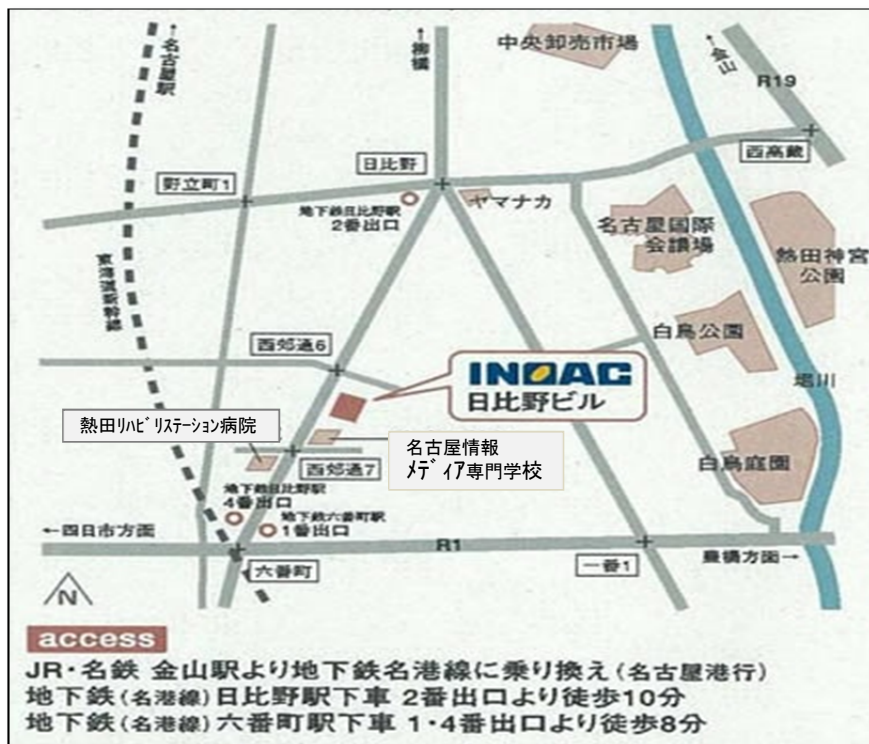 ←名古屋駅
←柳橋
中央卸売市場
←金山
R19
西高蔵
日比野
野立町1
地下鉄日比野駅
2番出口
ヤマナカ
名古屋国際
会議場
熱田神宮
公園
白鳥公園
西郊通6
INOAC
日比野ビル
堀川
熱田リハビリステーション病院
名古屋情報
メディア専門学校
西郊通7
白鳥庭園
地下鉄日比野駅
4番出口
地下鉄六番町駅
1番出口
←四日市方面
R1
豊橋方面→
六番町
一番1
N
access
JR・名鉄 金山駅より地下鉄名港線に乗り換え(名古屋港行)
地下鉄(名港線)日比野駅下車 2番出口より徒歩10分
地下鉄(名港線)六番町駅下車 1・4番出口より徒歩8分